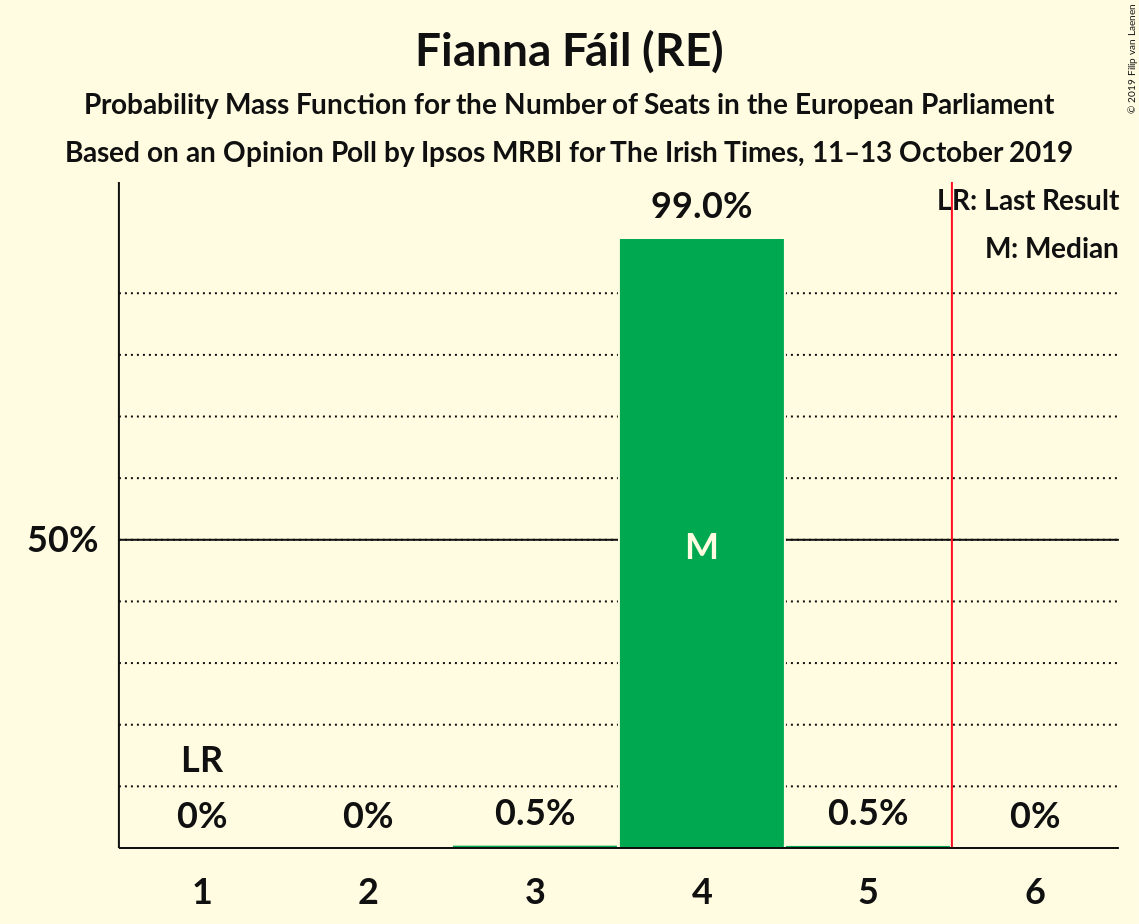 Fianna Fáil (RE)
Probability Mass Function for the Number of Seats in the European Parliament
Based on an Opinion Poll by Ipsos MRBI for The Irish Times, 11–13 October 2019
© 2019 Filip van Laenen
LR: Last Result
M: Median
99.0%
50%
M
LR
0%
0%
0.5%
0.5%
0%
1
2
3
4
5
6